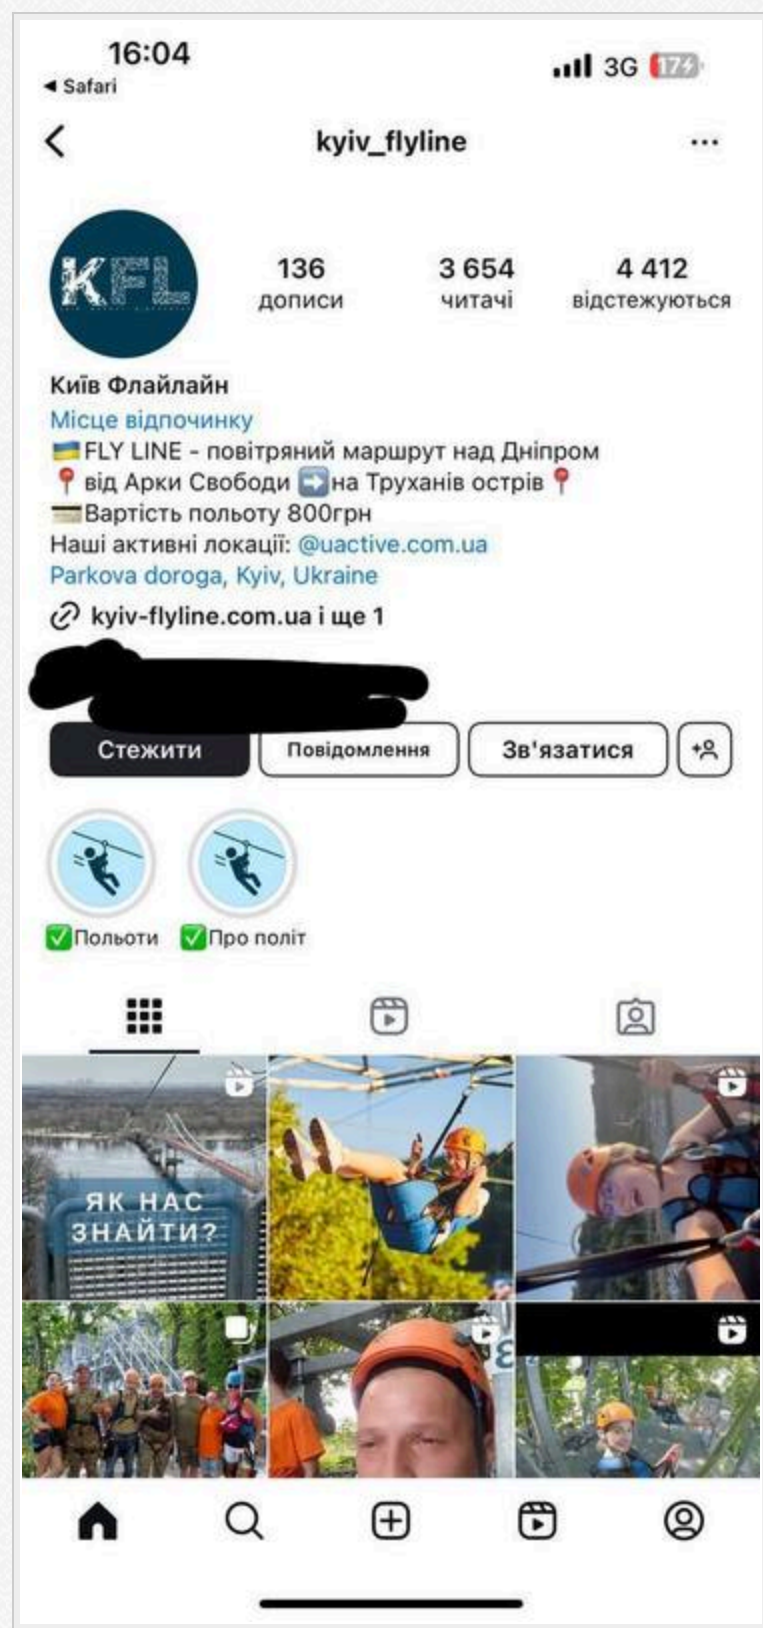 16:04
3G 17
◀ Safari
kyiv_flyline
KFL
136 3 654 4 412
дописи читачі відстежуються
Київ Флайлайн
Місце відпочинку
🇺🇦FLY LINE - повітряний маршрут над Дніпром
📍від Арки Свободи ➡️на Труханів острів📍
💳Вартість польоту 800грн
Наші активні локації: @uactive.com.ua
Parkova doroga, Kyiv, Ukraine
kyiv-flyline.com.ua і ще 1
Стежити Повідомлення Зв'язатися
✅Польоти ✅Про політ
ЯК НАС
ЗНАЙТИ?